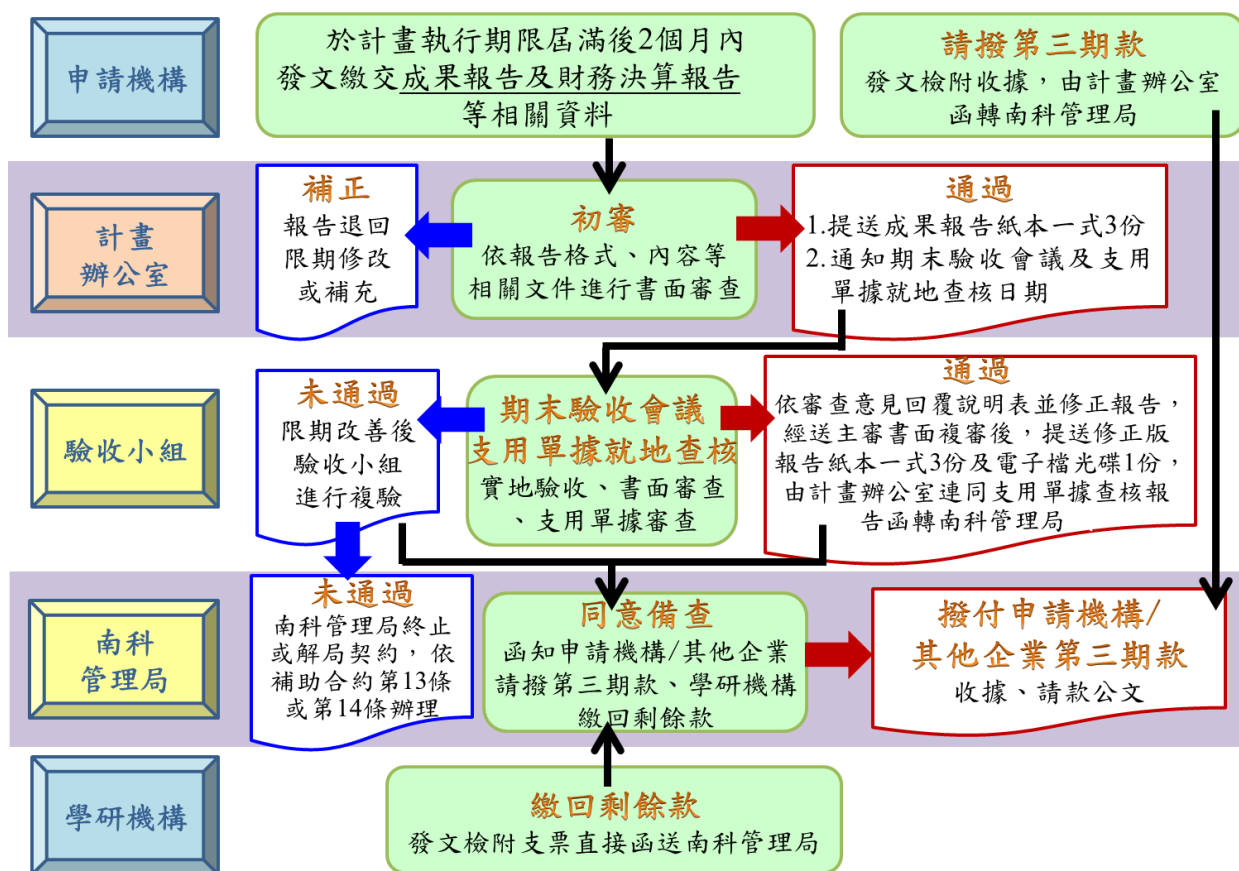 申請機構
於計畫執行期限屆滿後2個月內
發文繳交成果報告及財務決算報告
等相關資料
請撥第三期款
發文檢附收據，由計畫辦公室
函轉南科管理局
計畫
辦公室
補正
報告退回
限期修改
或補充
初審
依報告格式、內容等
相關文件進行書面審查
通過
1.提送成果報告紙本一式3份
2.通知期末驗收會議及支用
單據就地查核日期
驗收小組
未通過
限期改善後
驗收小組
進行複驗
期末驗收會議
支用單據就地查核
實地驗收、書面審查
、支用單據審查
通過
依審查意見回覆說明表並修正報告，
經送主審書面複審後，提送修正版
報告紙本一式3份及電子檔光碟1份，
由計畫辦公室連同支用單據查核報
告函轉南科管理局
南科
管理局
未通過
南科管理局終止
或解局契約，依
補助合約第13條
或第14條辦理
同意備查
函知申請機構/其他企業
請撥第三期款、學研機構
繳回剩餘款
撥付申請機構/
其他企業第三期款
收據、請款公文
學研機構
繳回剩餘款
發文檢附支票直接函送南科管理局